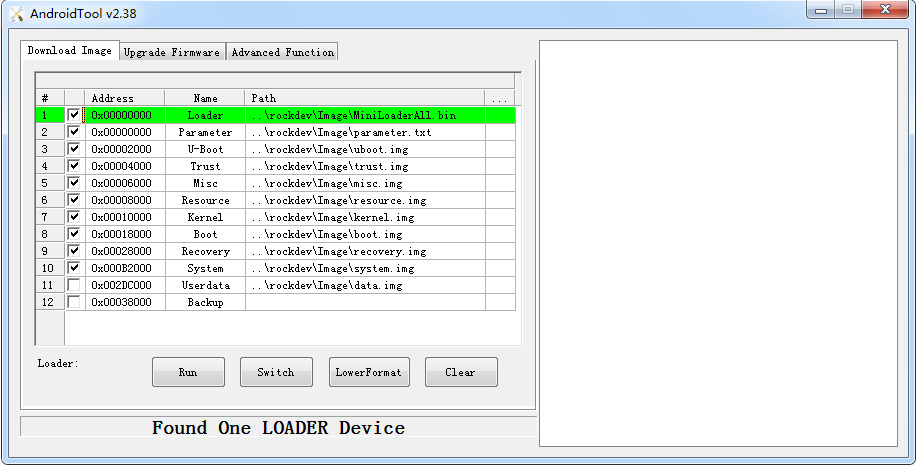 AndroidTool v2.38
Download Image Upgrade Firmware Advanced Function
# Address Name Path ...
1 0x00000000 Loader ..\rockdev\Image\MiniLoaderAll.bin
2 0x00000000 Parameter ..\rockdev\Image\parameter.txt
3 0x00002000 U-Boot ..\rockdev\Image\uboot.img
4 0x00004000 Trust ..\rockdev\Image\trust.img
5 0x00006000 Misc ..\rockdev\Image\misc.img
6 0x00008000 Resource ..\rockdev\Image\resource.img
7 0x00010000 Kernel ..\rockdev\Image\kernel.img
8 0x00018000 Boot ..\rockdev\Image\boot.img
9 0x00028000 Recovery ..\rockdev\Image\recovery.img
10 0x000B2000 System ..\rockdev\Image\system.img
11 0x002DC000 Userdata ..\rockdev\Image\data.img
12 0x00038000 Backup
Loader:
Run Switch LowerFormat Clear
Found One LOADER Device